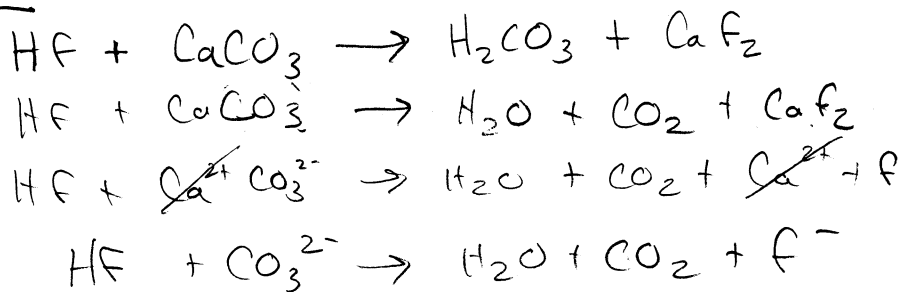 HF + CaCO₃ → H₂CO₃ + CaF₂
HF + CaCO₃ → H₂O + CO₂ + CaF₂
HF + Ca²⁺ CO₃²⁻ → H₂O + CO₂ + Ca²⁺ + F
HF + CO₃²⁻ → H₂O + CO₂ + F⁻